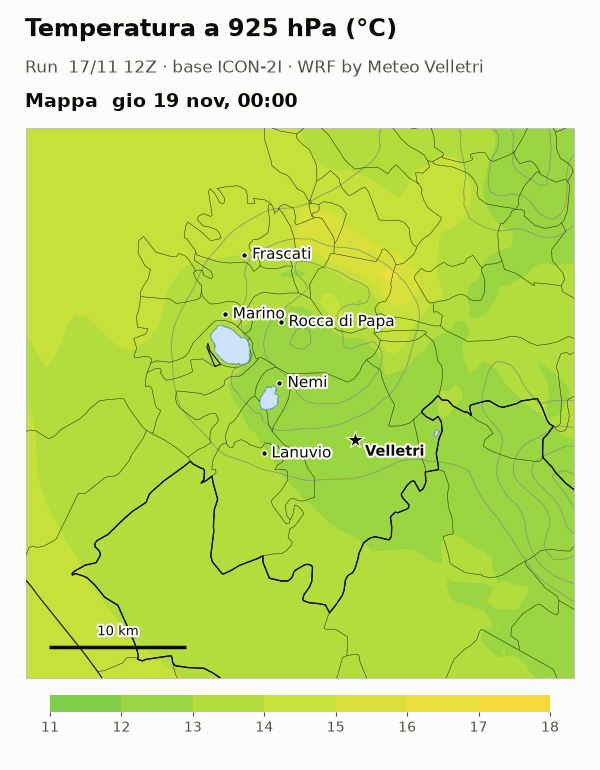 Temperatura a 925 hPa (°C)
Run  17/11 12Z · base ICON-2I · WRF by Meteo Velletri
Mappa  gio 19 nov, 00:00
Frascati
Marino
Rocca di Papa
Nemi
Velletri
Lanuvio
10 km
11 12 13 14 15 16 17 18